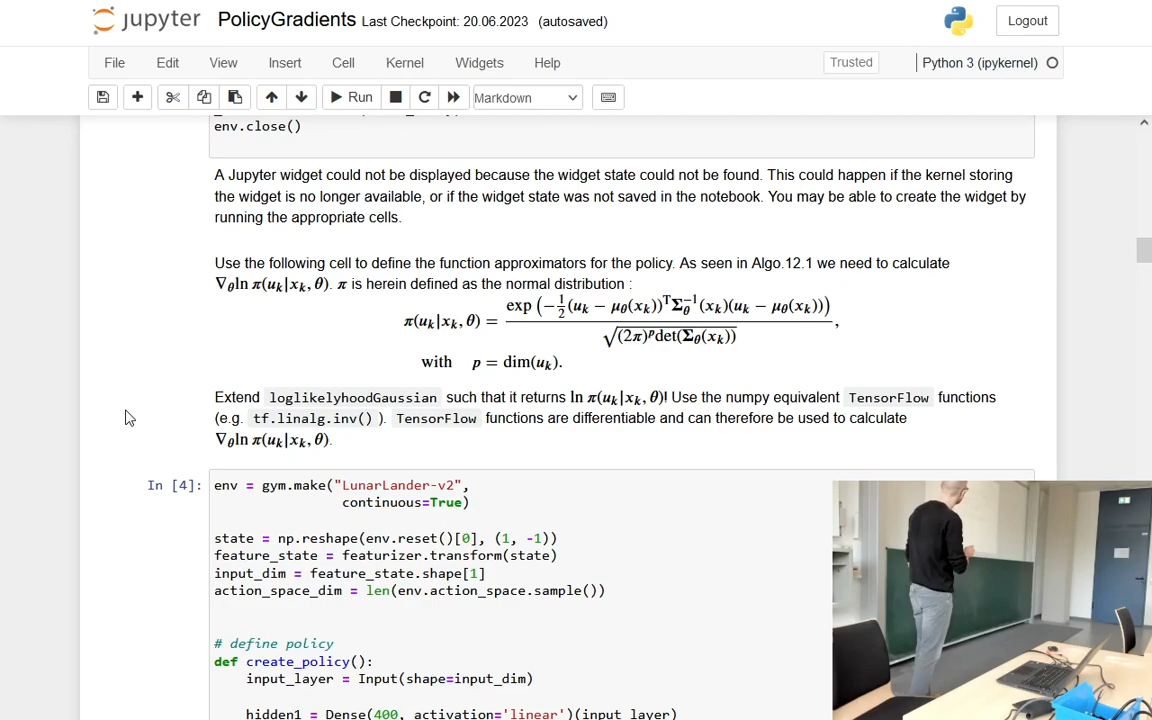 jupyter PolicyGradients Last Checkpoint: 20.06.2023 (autosaved) Logout
File Edit View Insert Cell Kernel Widgets Help Trusted Python 3 (ipykernel)
Run Markdown
env.close()
A Jupyter widget could not be displayed because the widget state could not be found. This could happen if the kernel storing
the widget is no longer available, or if the widget state was not saved in the notebook. You may be able to create the widget by
running the appropriate cells.
Use the following cell to define the function approximators for the policy. As seen in Algo.12.1 we need to calculate
∇θln π(uk|xk, θ). π is herein defined as the normal distribution :
π(uk|xk, θ) = exp (−1/2(uk − μθ(xk))ᵀΣθ⁻¹(xk)(uk − μθ(xk))) / √((2π)ᵖdet(Σθ(xk))) ,
with p = dim(uk).
Extend loglikelyhoodGaussian such that it returns ln π(uk|xk, θ)! Use the numpy equivalent TensorFlow functions
(e.g. tf.linalg.inv() ). TensorFlow functions are differentiable and can therefore be used to calculate
∇θln π(uk|xk, θ).
In [4]: env = gym.make("LunarLander-v2",
continuous=True)
state = np.reshape(env.reset()[0], (1, -1))
feature_state = featurizer.transform(state)
input_dim = feature_state.shape[1]
action_space_dim = len(env.action_space.sample())
# define policy
def create_policy():
input_layer = Input(shape=input_dim)
hidden1 = Dense(400, activation='linear')(input_layer)